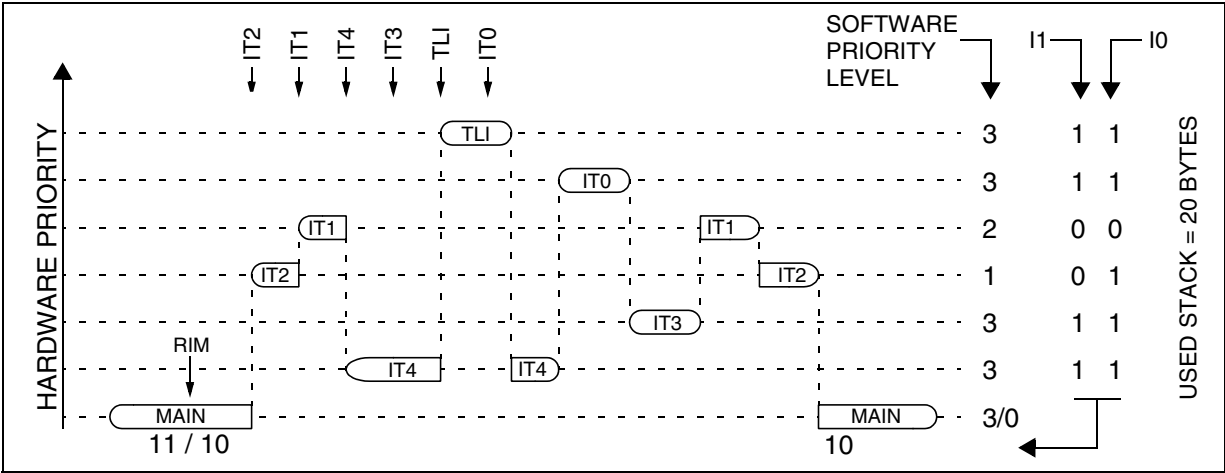 SOFTWARE
PRIORITY
LEVEL
I1
I0
IT2
IT1
IT4
IT3
TLI
IT0
HARDWARE PRIORITY
TLI 3 1 1
IT0 3 1 1
IT1 IT1 2 0 0
IT2 IT2 1 0 1
IT3 3 1 1
RIM
IT4 IT4 3 1 1
MAIN MAIN 3/0
11 / 10 10
USED STACK = 20 BYTES